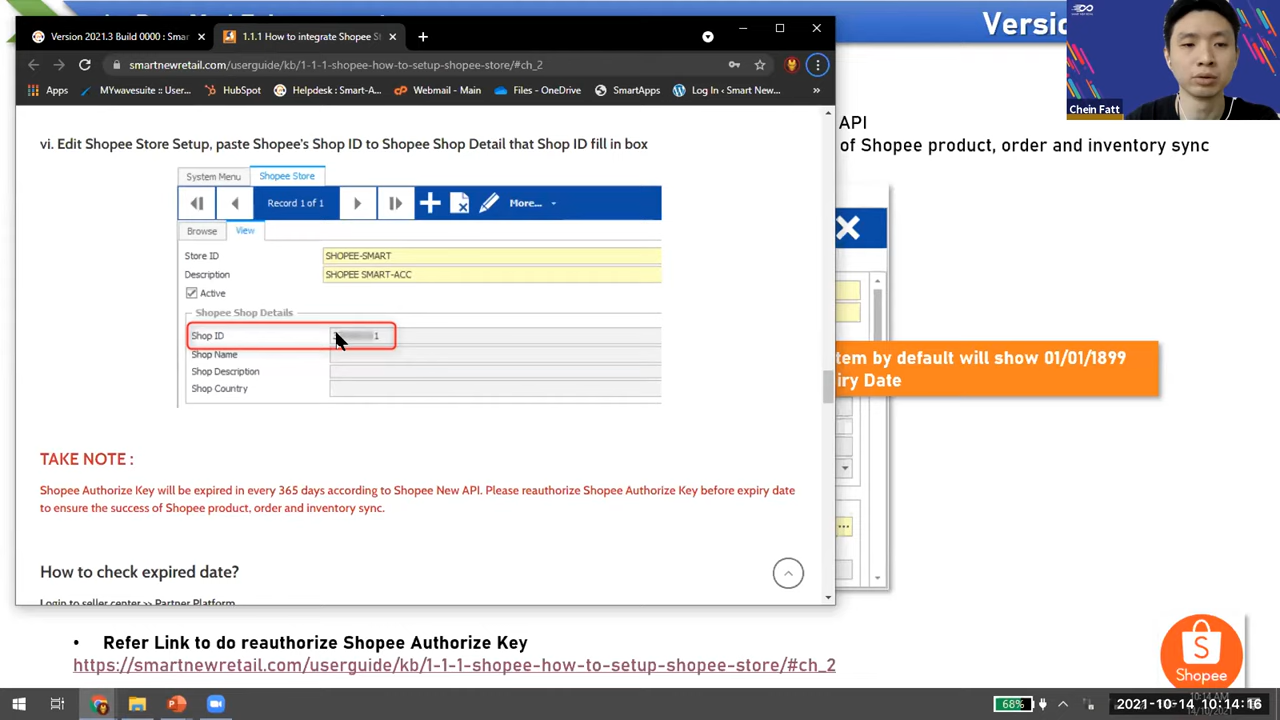 Versio
Version 2021.3 Build 0000 : Smar
1.1.1 How to integrate Shopee St
smartnewretail.com/userguide/kb/1-1-1-shopee-how-to-setup-shopee-store/#ch_2
Apps
MYwavesuite :: User...
HubSpot
Helpdesk : Smart-A...
Webmail - Main
Files - OneDrive
SmartApps
Log In ‹ Smart New...
»
Chein Fatt
API
of Shopee product, order and inventory sync
vi. Edit Shopee Store Setup, paste Shopee's Shop ID to Shopee Shop Detail that Shop ID fill in box
System Menu
Shopee Store
Record 1 of 1
More...
Browse
View
Store ID
SHOPEE-SMART
Description
SHOPEE SMART-ACC
Active
Shopee Shop Details
Shop ID
1
Shop Name
Shop Description
Shop Country
tem by default will show 01/01/1899
iry Date
TAKE NOTE :
Shopee Authorize Key will be expired in every 365 days according to Shopee New API. Please reauthorize Shopee Authorize Key before expiry date
to ensure the success of Shopee product, order and inventory sync.
How to check expired date?
Login to seller center >> Partner Platform
• Refer Link to do reauthorize Shopee Authorize Key
https://smartnewretail.com/userguide/kb/1-1-1-shopee-how-to-setup-shopee-store/#ch_2
Shopee
68%
2021-10-14 10:14:16